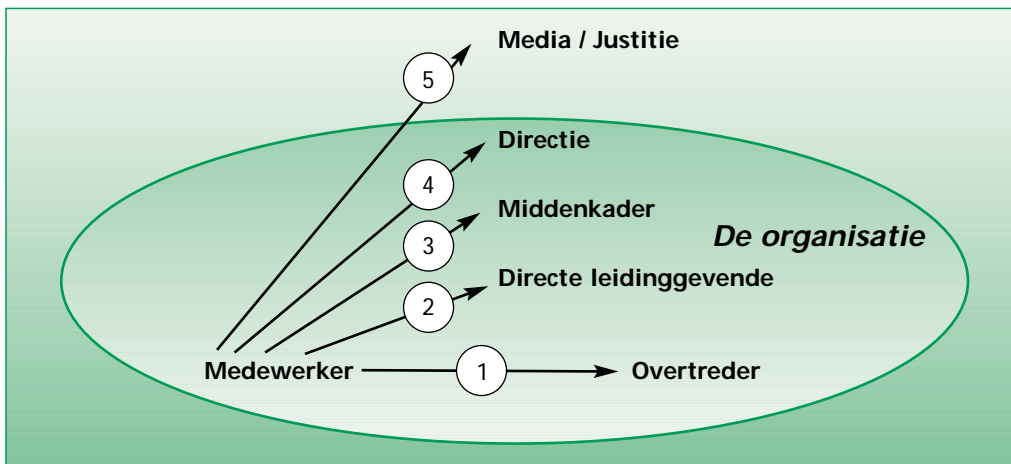 Media / Justitie
5
Directie
4
Middenkader
De organisatie
3
Directe leidinggevende
2
Medewerker
1
Overtreder